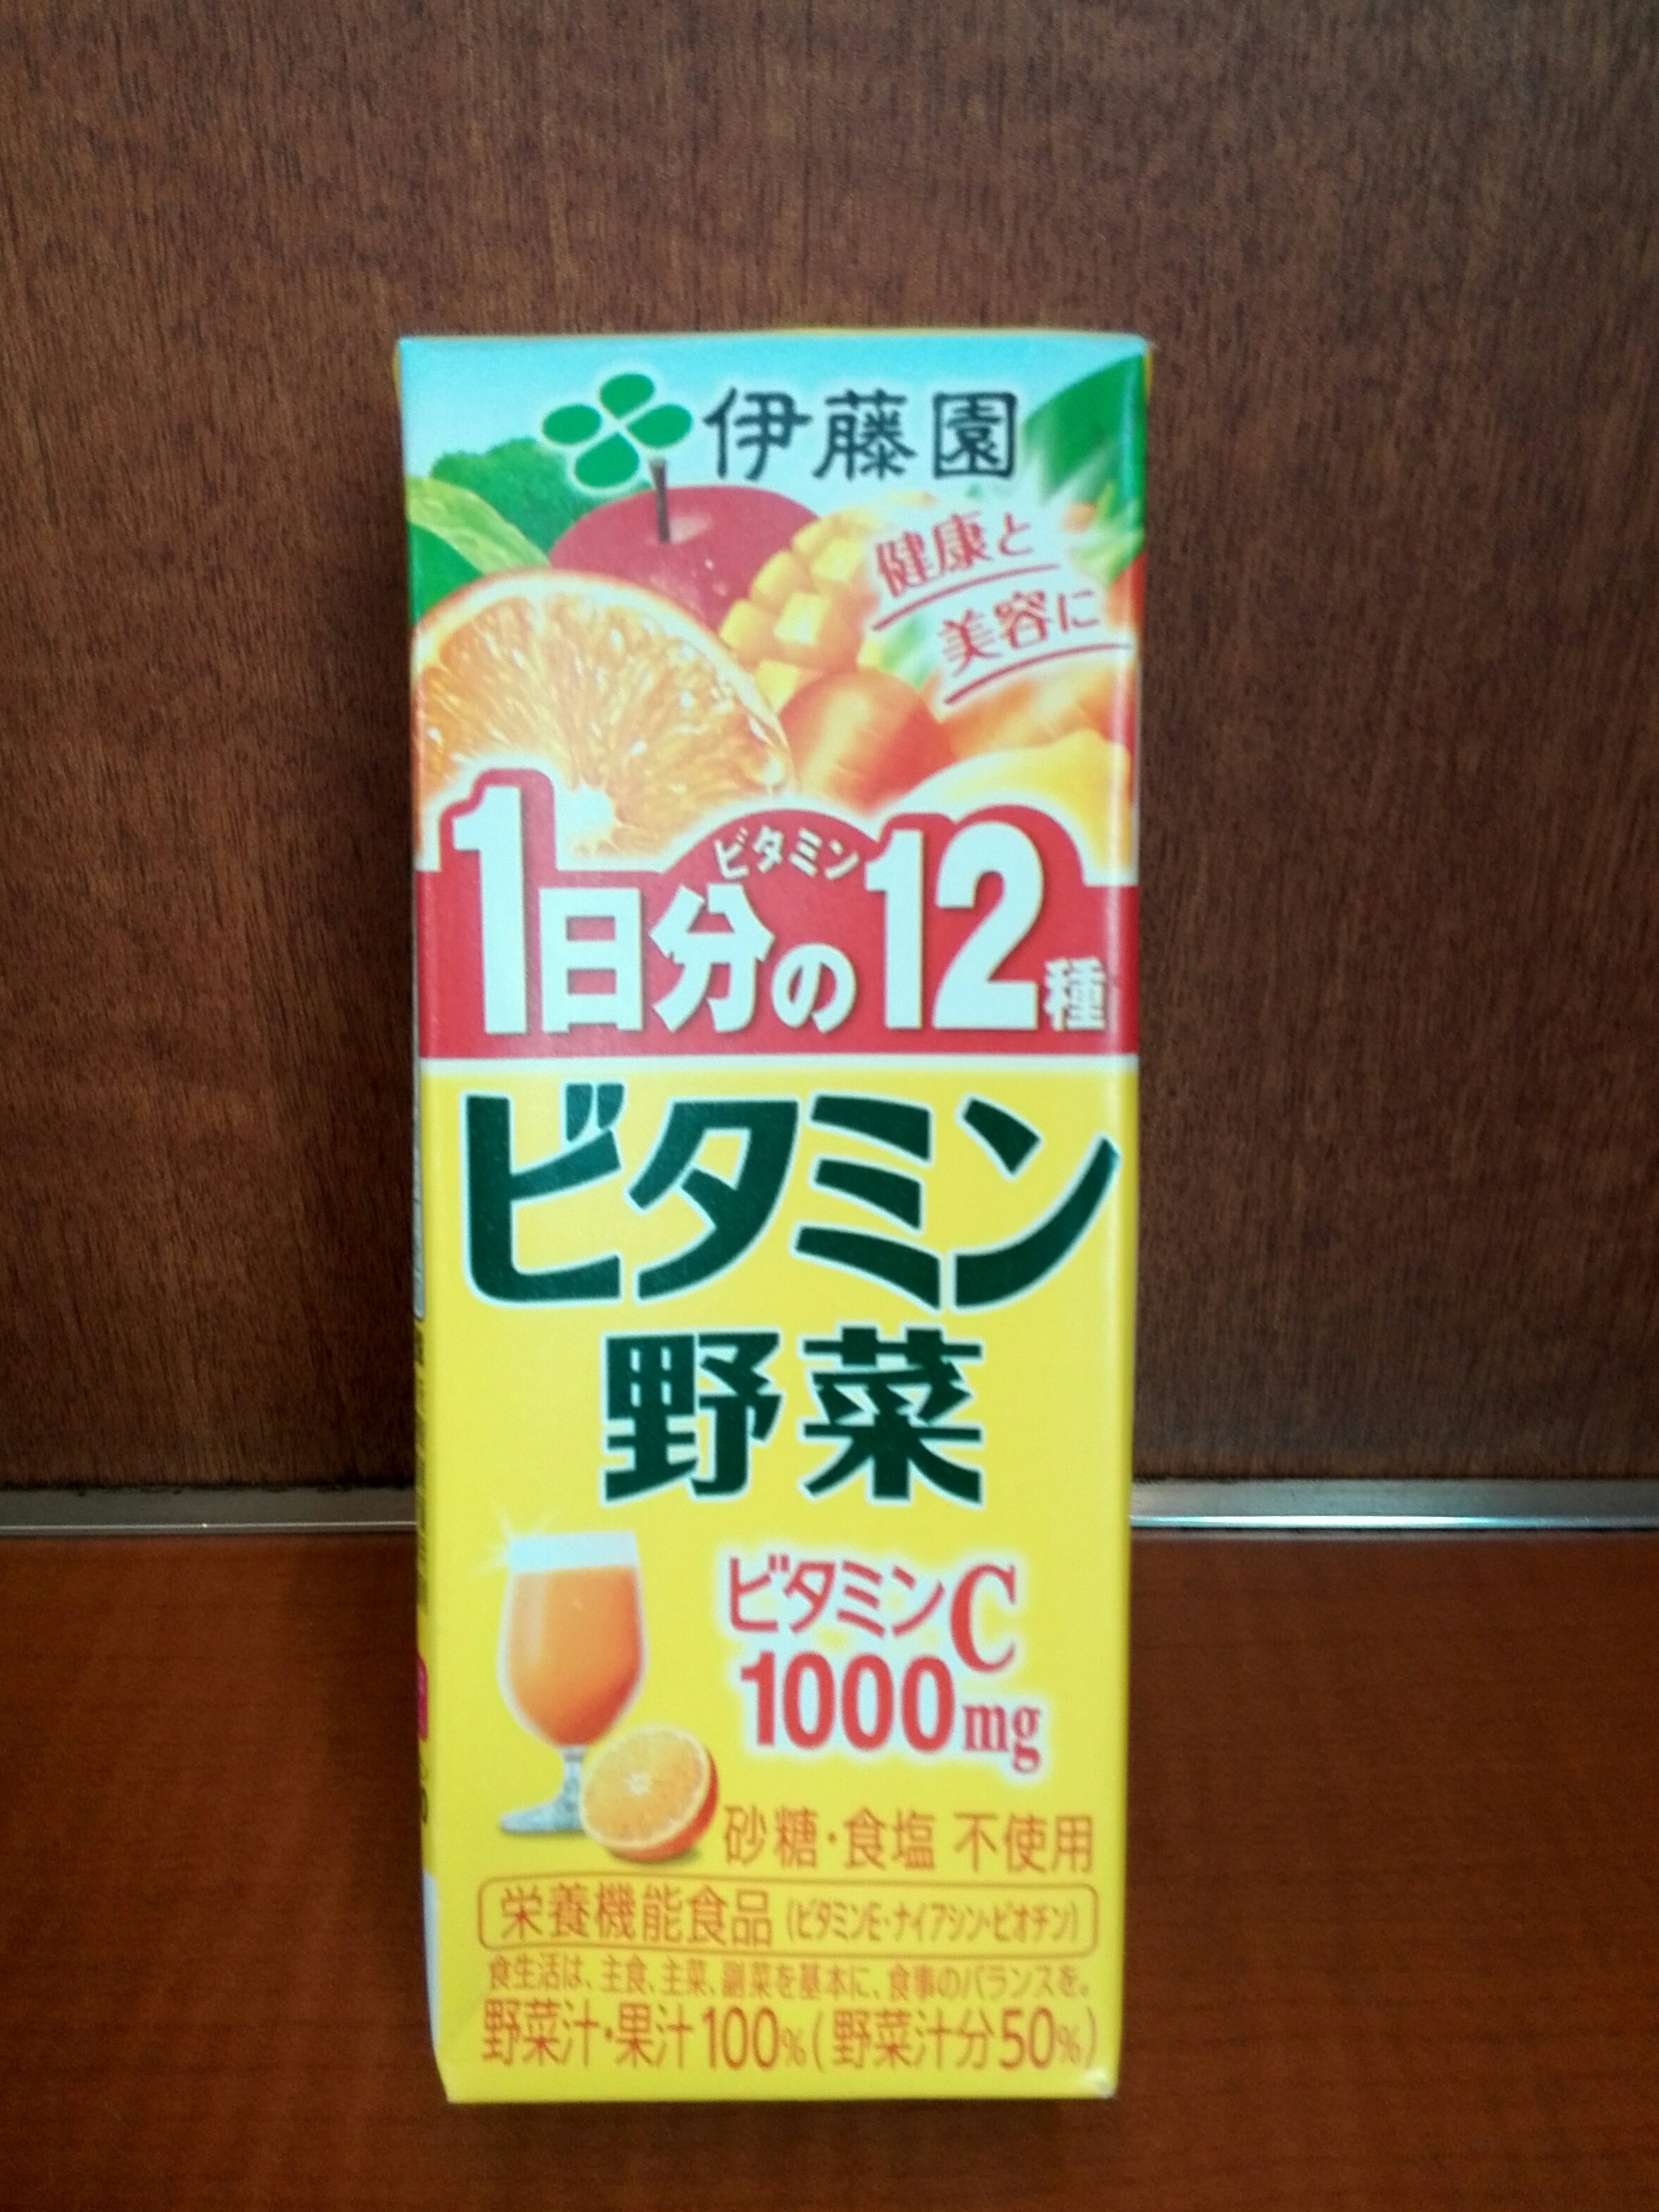 伊藤園
健康と
美容に
ビタミン
1日分の12種
ビタミン
野菜
ビタミンC
1000mg
砂糖・食塩 不使用
栄養機能食品(ビタミンE・ナイアシン・ビオチン)
食生活は、主食、主菜、副菜を基本に、食事のバランスを。
野菜汁・果汁100%(野菜汁分50%)